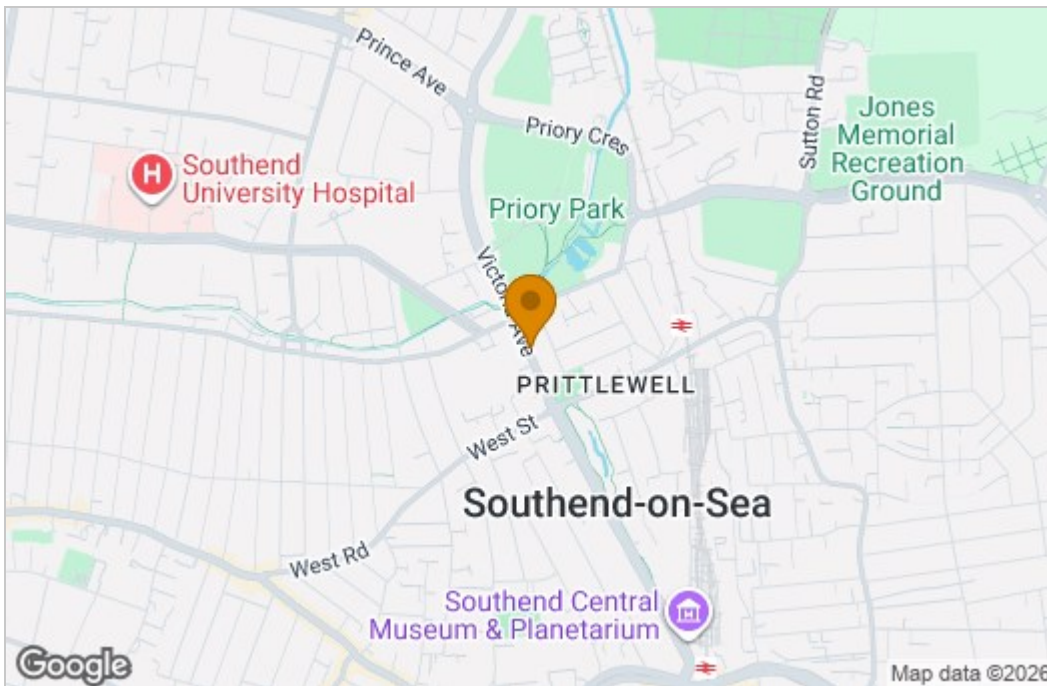 Prince Ave
Priory Cres
Sutton Rd
Jones
Memorial
Recreation
Ground
H
Southend
University Hospital
Priory Park
Victoria Ave
PRITTLEWELL
West St
Southend-on-Sea
West Rd
Southend Central
Museum & Planetarium
Google
Map data ©2026